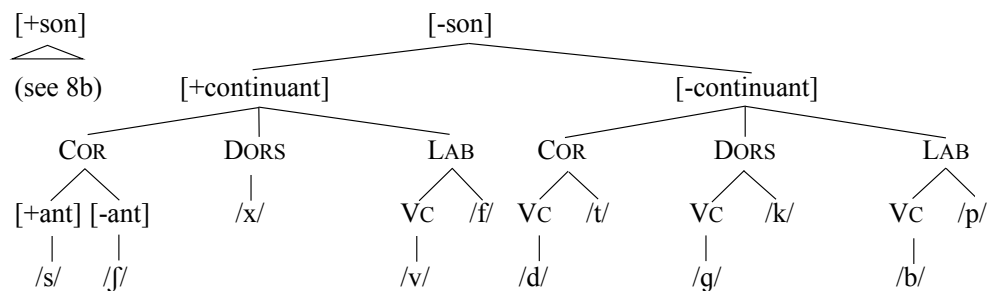 [+son] [-son]
(see 8b) [+continuant] [-continuant]
COR DORS LAB COR DORS LAB
[+ant] [-ant] /x/ VC /f/ VC /t/ VC /k/ VC /p/
/s/ /ʃ/ /v/ /d/ /g/ /b/